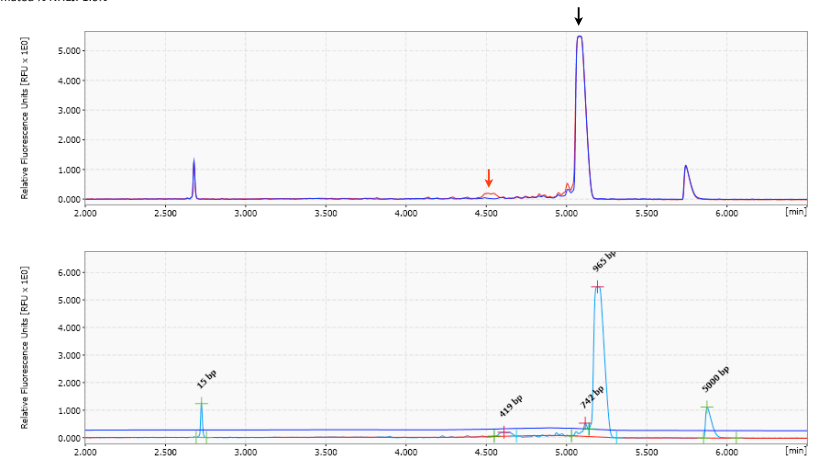 Relative Fluorescence Units [RFU x 1E0]
5.000
4.000
3.000
2.000
1.000
0.000
2.000 2.500 3.000 3.500 4.000 4.500 5.000 5.500 6.000 [min]
Relative Fluorescence Units [RFU x 1E0]
6.000
5.000
4.000
3.000
2.000
1.000
0.000
15 bp
419 bp
742 bp
965 bp
5000 bp
2.000 2.500 3.000 3.500 4.000 4.500 5.000 5.500 6.000 [min]